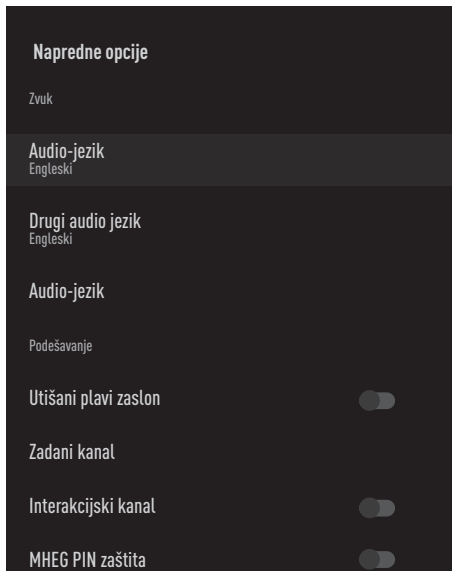 Napredne opcije
Zvuk
Audio-jezik
Engleski
Drugi audio jezik
Engleski
Audio-jezik
Podešavanje
Utišani plavi zaslon
Zadani kanal
Interakcijski kanal
MHEG PIN zaštita